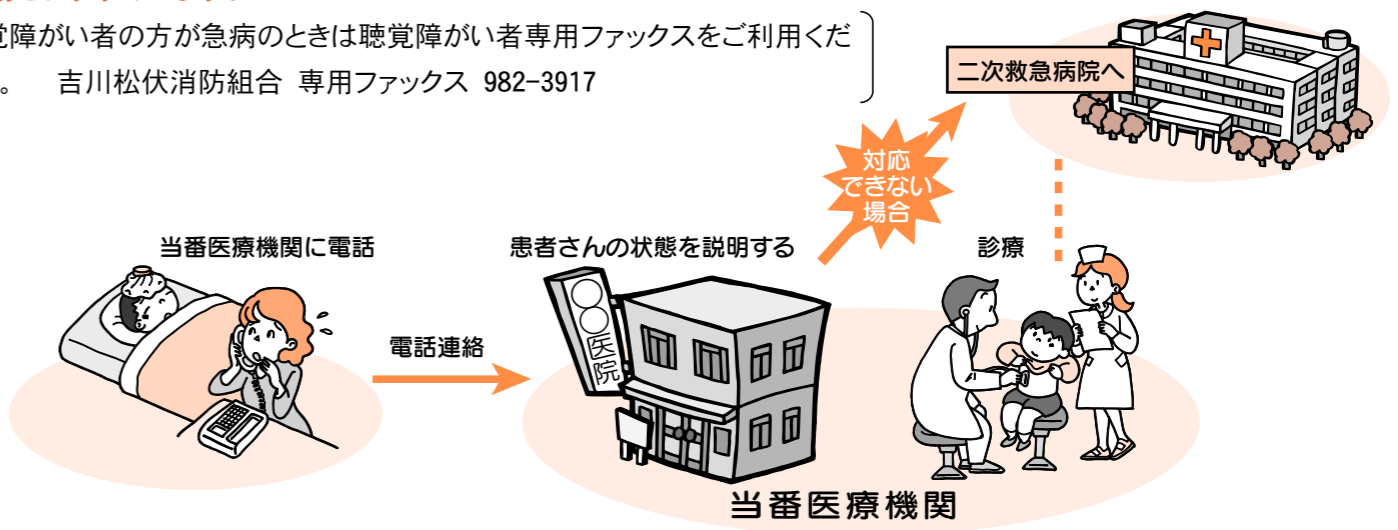 覚障がい者の方が急病のときは聴覚障がい者専用ファックスをご利用くだ
。 吉川松伏消防組合 専用ファックス 982-3917
二次救急病院へ
対応
できない
場合
当番医療機関に電話
患者さんの状態を説明する
診療
電話連絡
〇〇医院
当番医療機関